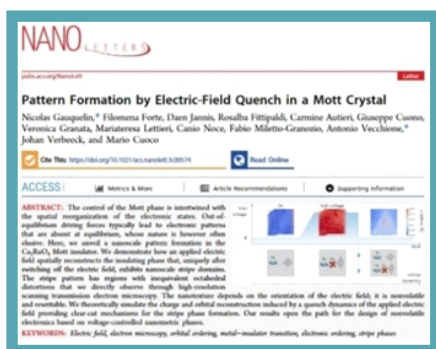 NANO LETTERS
pubs.acs.org/NanoLett
Letter
Pattern Formation by Electric-Field Quench in a Mott Crystal
Nicolas Gauquelin,* Filomena Forte, Daen Jannis, Rosalba Fittipaldi, Carmine Autieri, Giuseppe Cuono,
Veronica Granata, Mariateresa Lettieri, Canio Noce, Fabio Miletto-Granozio, Antonio Vecchione,*
Johan Verbeeck, and Mario Cuoco
Cite This: https://doi.org/10.1021/acs.nanolett.3c00574
Read Online
ACCESS
Metrics & More
Article Recommendations
Supporting Information
ABSTRACT: The control of the Mott phase is intertwined with
the spatial reorganization of the electronic states. Out-of-
equilibrium driving forces typically lead to electronic patterns
that are absent at equilibrium, whose nature is however often
elusive. Here, we unveil a nanoscale pattern formation in the
Ca₂RuO₄ Mott insulator. We demonstrate how an applied electric
field spatially reconstructs the insulating phase that, uniquely after
switching off the electric field, exhibits nanoscale stripe domains.
The stripe pattern has regions with inequivalent octahedral
distortions that we directly observe through high-resolution
scanning transmission electron microscopy. The nanotexture depends on the orientation of the electric field; it is nonvolatile
and rewritable. We theoretically simulate the charge and orbital reconstruction induced by a quench dynamics of the applied electric
field providing clear-cut mechanisms for the stripe phase formation. Our results open the path for the design of nonvolatile
electronics based on voltage-controlled nanometric phases.
KEYWORDS: Electric field, electron microscopy, orbital ordering, metal−insulator transition, electronic ordering, stripe phases